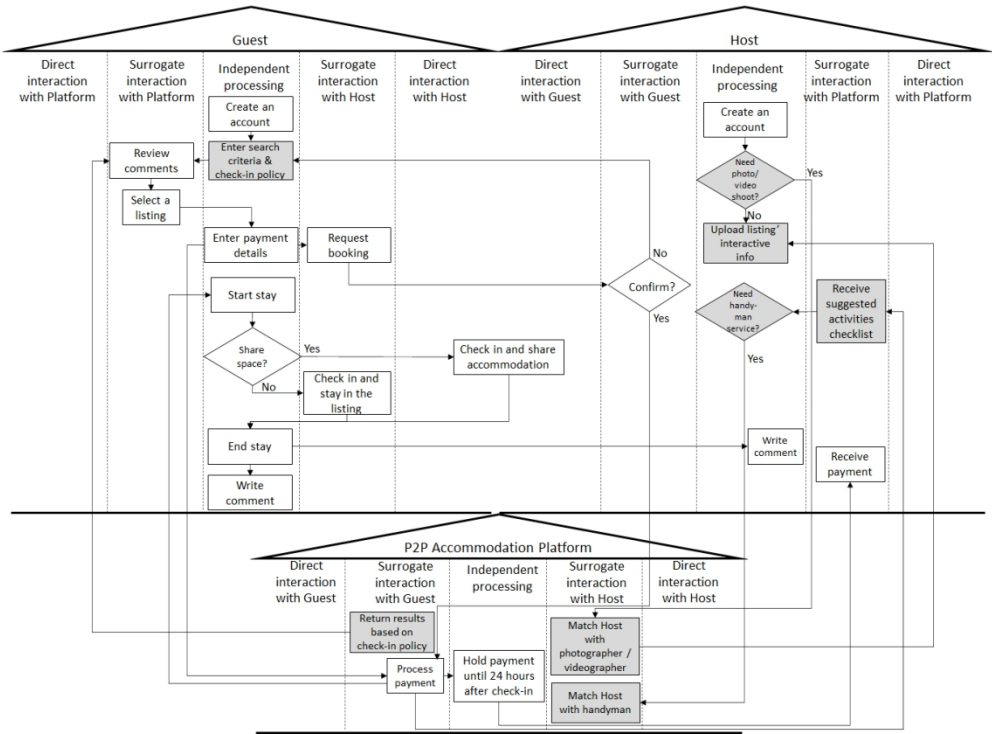 Guest
Host
Direct
interaction
with Platform
Surrogate
interaction
with Platform
Independent
processing
Surrogate
interaction
with Host
Direct
interaction
with Host
Direct
interaction
with Guest
Surrogate
interaction
with Guest
Independent
processing
Surrogate
interaction
with Platform
Direct
interaction
with Platform
Create an
account
Create an
account
Review
comments
Enter search
criteria &
check-in policy
Need
photo/
video
shoot?
Yes
Select a
listing
No
Enter payment
details
Request
booking
Upload listing'
interactive
info
No
Start stay
Confirm?
Need
handy-
man
service?
Receive
suggested
activities
checklist
Yes
Share
space?
Yes
Check in and share
accommodation
Yes
No
Check in and
stay in the
listing
End stay
Write
comment
Receive
payment
Write
comment
P2P Accommodation Platform
Direct
interaction
with Guest
Surrogate
interaction
with Guest
Independent
processing
Surrogate
interaction
with Host
Direct
interaction
with Host
Return results
based on
check-in policy
Match Host
with
photographer /
videographer
Process
payment
Hold payment
until 24 hours
after check-in
Match Host
with handyman